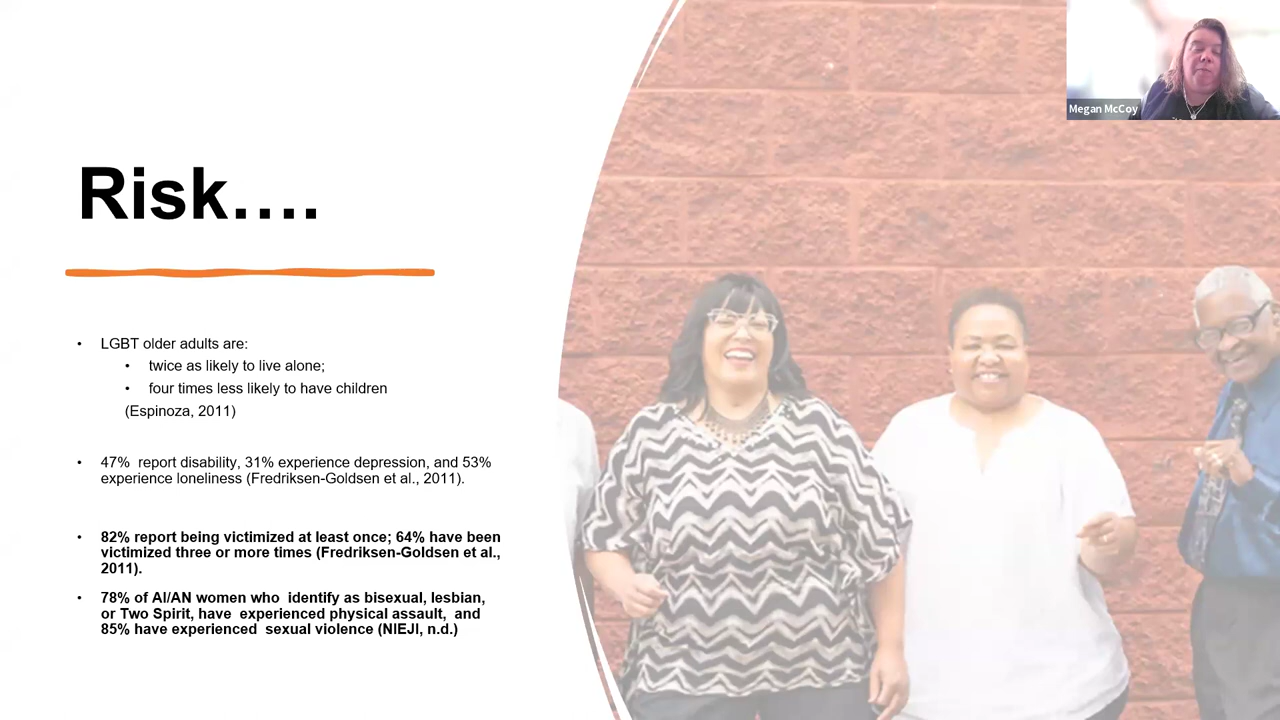 Megan McCoy
Risk….
• LGBT older adults are:
• twice as likely to live alone;
• four times less likely to have children
(Espinoza, 2011)
• 47% report disability, 31% experience depression, and 53%
experience loneliness (Fredriksen-Goldsen et al., 2011).
• 82% report being victimized at least once; 64% have been
victimized three or more times (Fredriksen-Goldsen et al.,
2011).
• 78% of AI/AN women who identify as bisexual, lesbian,
or Two Spirit, have experienced physical assault, and
85% have experienced sexual violence (NIEJI, n.d.)